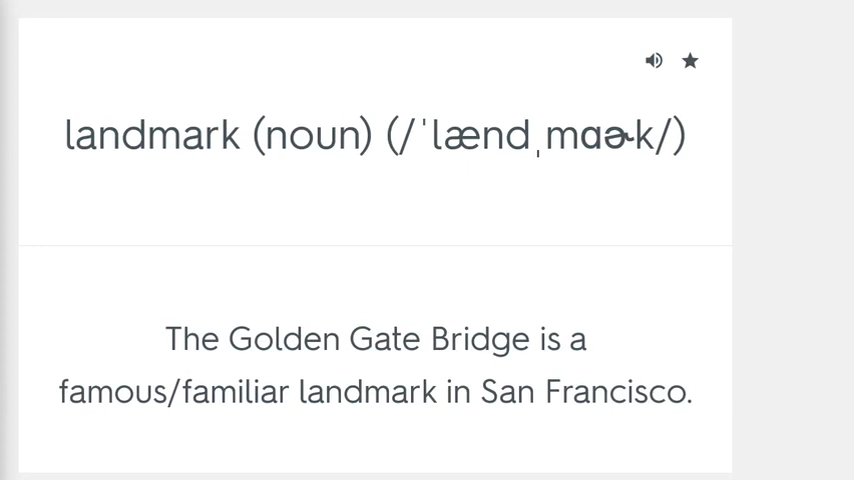 landmark (noun) (/ˈlændˌmɑɚk/)
The Golden Gate Bridge is a
famous/familiar landmark in San Francisco.